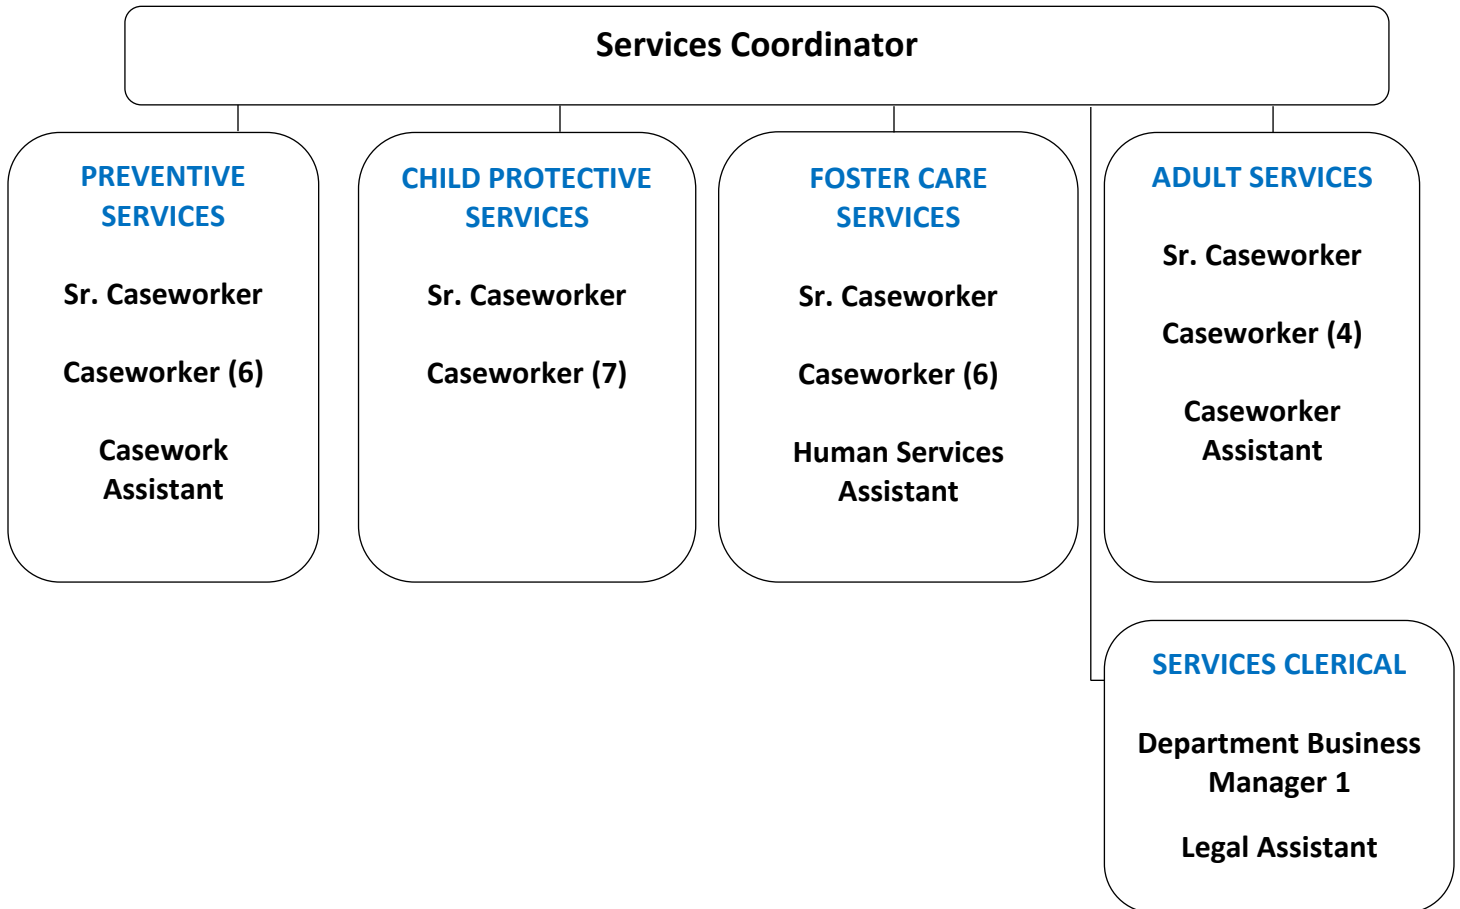 Services Coordinator
PREVENTIVE
SERVICES
Sr. Caseworker
Caseworker (6)
Casework
Assistant
CHILD PROTECTIVE
SERVICES
Sr. Caseworker
Caseworker (7)
FOSTER CARE
SERVICES
Sr. Caseworker
Caseworker (6)
Human Services
Assistant
ADULT SERVICES
Sr. Caseworker
Caseworker (4)
Caseworker
Assistant
SERVICES CLERICAL
Department Business
Manager 1
Legal Assistant